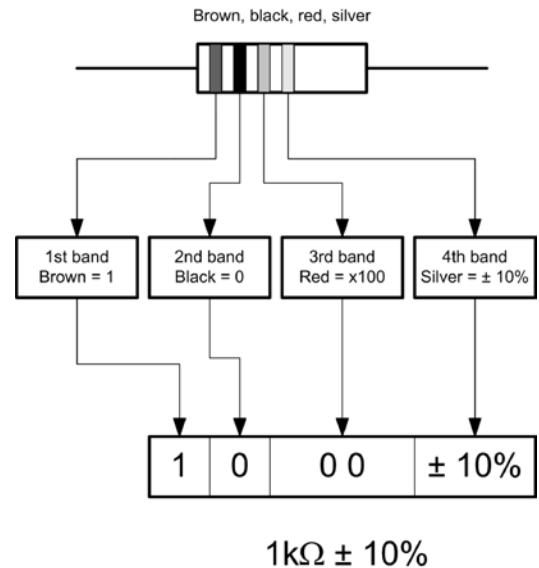 Brown, black, red, silver
1st band
Brown = 1
2nd band
Black = 0
3rd band
Red = x100
4th band
Silver = ± 10%
1 0 0 0 ± 10%
1kΩ ± 10%